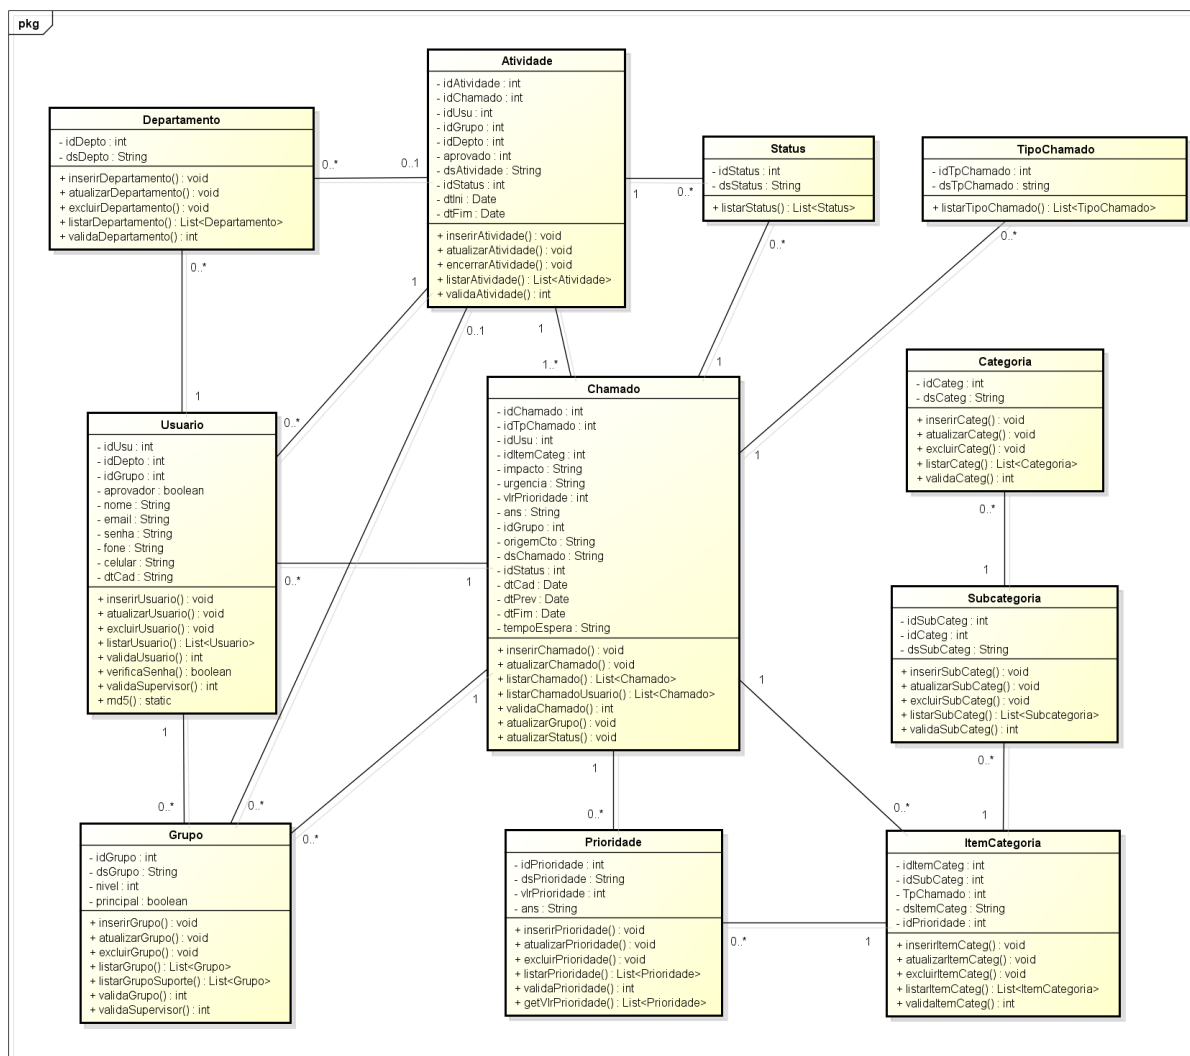 pkg
Atividade
- idAtividade : int
- idChamado : int
- idUsu : int
- idGrupo : int
- idDepto : int
- aprovado : int
- dsAtividade : String
- idStatus : int
- dtIni : Date
- dtFim : Date
+ inserirAtividade() : void
+ atualizarAtividade() : void
+ encerrarAtividade() : void
+ listarAtividade() : List<Atividade>
+ validaAtividade() : int
Departamento
- idDepto : int
- dsDepto : String
+ inserirDepartamento() : void
+ atualizarDepartamento() : void
+ excluirDepartamento() : void
+ listarDepartamento() : List<Departamento>
+ validaDepartamento() : int
0..*
0..1
Status
- idStatus : int
- dsStatus : String
+ listarStatus() : List<Status>
1
0..*
TipoChamado
- idTpChamado : int
- dsTpChamado : string
+ listarTipoChamado() : List<TipoChamado>
0..*
0..*
0..*
1
0..1
1
1..*
1
1
0..*
1
Usuario
- idUsu : int
- idDepto : int
- idGrupo : int
- aprovador : boolean
- nome : String
- email : String
- senha : String
- fone : String
- celular : String
- dtCad : String
+ inserirUsuario() : void
+ atualizarUsuario() : void
+ excluirUsuario() : void
+ listarUsuario() : List<Usuario>
+ validaUsuario() : int
+ verificaSenha() : boolean
+ validaSupervisor() : int
+ md5() : static
Chamado
- idChamado : int
- idTpChamado : int
- idUsu : int
- idItemCateg : int
- impacto : String
- urgencia : String
- vlrPrioridade : int
- ans : String
- idGrupo : int
- origemCto : String
- dsChamado : String
- idStatus : int
- dtCad : Date
- dtPrev : Date
- dtFim : Date
- tempoEspera : String
+ inserirChamado() : void
+ atualizarChamado() : void
+ listarChamado() : List<Chamado>
+ listarChamadoUsuario() : List<Chamado>
+ validaChamado() : int
+ atualizarGrupo() : void
+ atualizarStatus() : void
Categoria
- idCateg : int
- dsCateg : String
+ inserirCateg() : void
+ atualizarCateg() : void
+ excluirCateg() : void
+ listarCateg() : List<Categoria>
+ validaCateg() : int
0..*
1
0..*
1
Subcategoria
- idSubCateg : int
- idCateg : int
- dsSubCateg : String
+ inserirSubCateg() : void
+ atualizarSubCateg() : void
+ excluirSubCateg() : void
+ listarSubCateg() : List<Subcategoria>
+ validaSubCateg() : int
1
1
1
0..*
0..*
0..*
0..*
1
0..*
0..*
1
Grupo
- idGrupo : int
- dsGrupo : String
- nivel : int
- principal : boolean
+ inserirGrupo() : void
+ atualizarGrupo() : void
+ excluirGrupo() : void
+ listarGrupo() : List<Grupo>
+ listarGrupoSuporte() : List<Grupo>
+ validaGrupo() : int
+ validaSupervisor() : int
Prioridade
- idPrioridade : int
- dsPrioridade : String
- vlrPrioridade : int
- ans : String
+ inserirPrioridade() : void
+ atualizarPrioridade() : void
+ excluirPrioridade() : void
+ listarPrioridade() : List<Prioridade>
+ validaPrioridade() : int
+ getVlrPrioridade() : List<Prioridade>
0..*
1
ItemCategoria
- idItemCateg : int
- idSubCateg : int
- TpChamado : int
- dsItemCateg : String
- idPrioridade : int
+ inserirItemCateg() : void
+ atualizarItemCateg() : void
+ excluirItemCateg() : void
+ listarItemCateg() : List<ItemCategoria>
+ validaItemCateg() : int